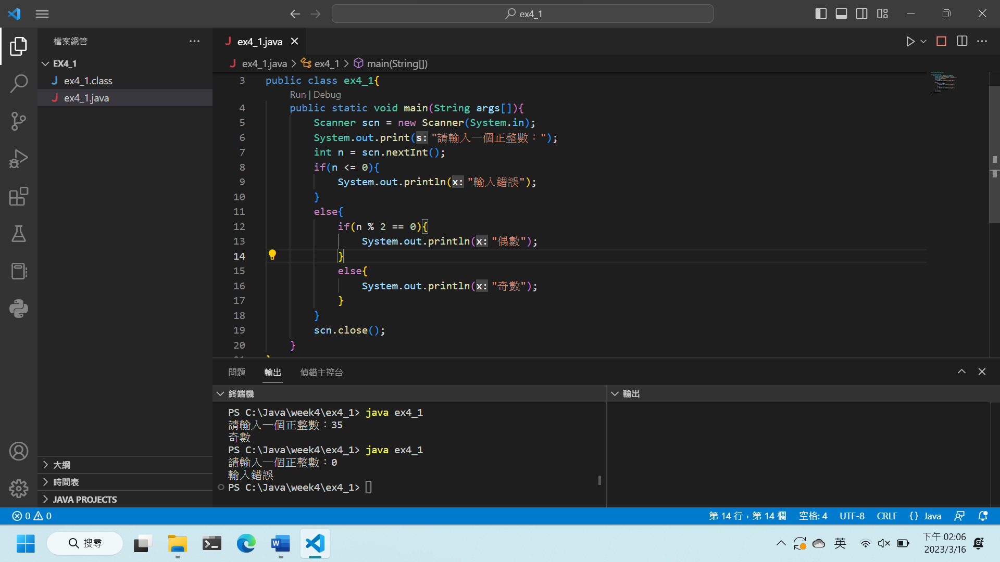 ex4_1
檔案總管
EX4_1
ex4_1.class
ex4_1.java
ex4_1.java
ex4_1.java > ex4_1 > main(String[])
3 public class ex4_1{
Run | Debug
4 public static void main(String args[]){
5 Scanner scn = new Scanner(System.in);
6 System.out.print(s: "請輸入一個正整數：");
7 int n = scn.nextInt();
8 if(n <= 0){
9 System.out.println(x: "輸入錯誤");
10 }
11 else{
12 if(n % 2 == 0){
13 System.out.println(x: "偶數");
14 }
15 else{
16 System.out.println(x: "奇數");
17 }
18 }
19 scn.close();
20 }
問題 輸出 偵錯主控台
終端機
PS C:\Java\week4\ex4_1> java ex4_1
請輸入一個正整數：35
奇數
PS C:\Java\week4\ex4_1> java ex4_1
請輸入一個正整數：0
輸入錯誤
PS C:\Java\week4\ex4_1>
輸出
大綱
時間表
JAVA PROJECTS
0 0
第 14 行，第 14 欄 空格: 4 UTF-8 CRLF {} Java
搜尋
英
下午 02:06
2023/3/16